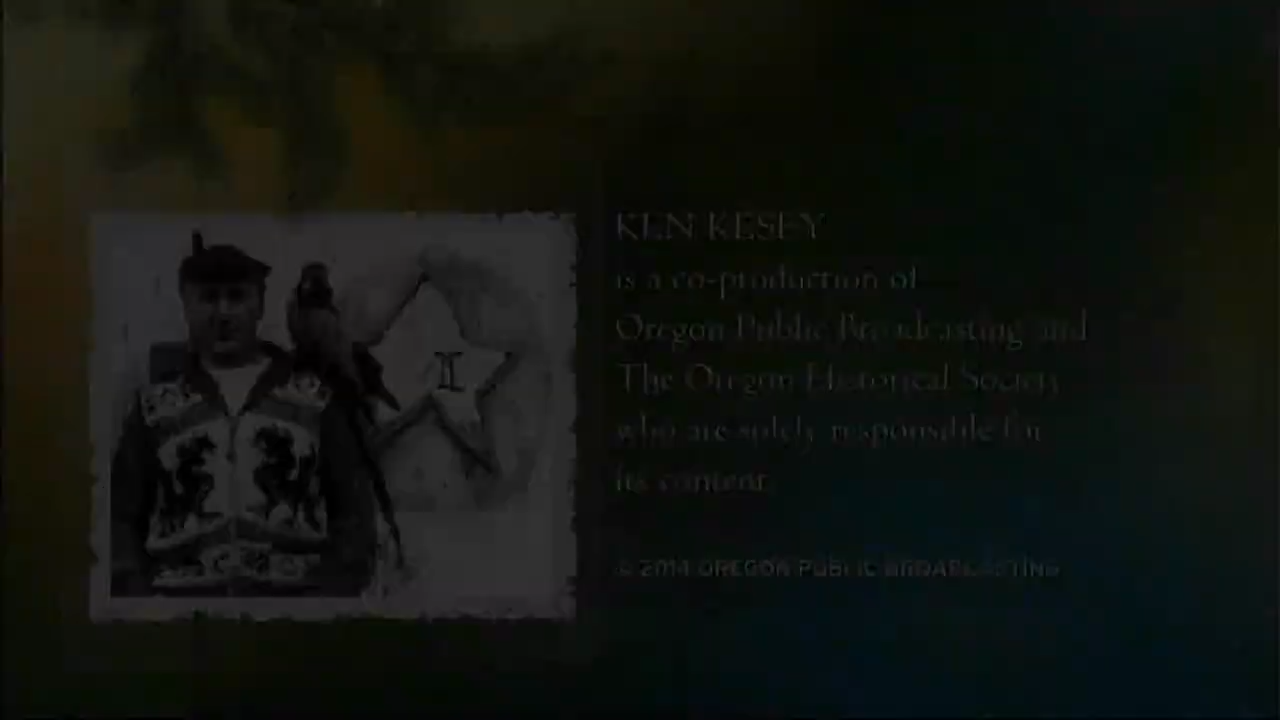 KEN KESEY
is a co-production of
Oregon Public Broadcasting and
The Oregon Historical Society
who are solely responsible for
its content.
© 2014 OREGON PUBLIC BROADCASTING